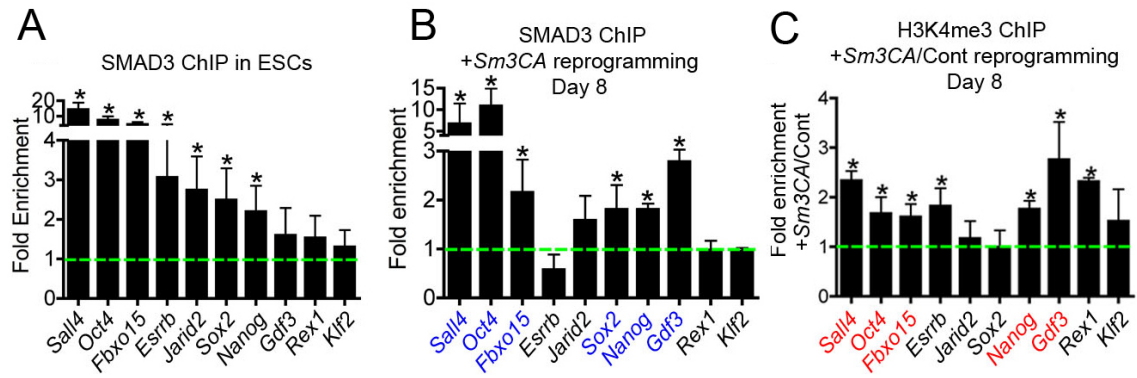 A
SMAD3 ChIP in ESCs
Fold Enrichment
20
10
4
3
2
1
0
* * * * * * *
Sall4
Oct4
Fbxo15
Esrrb
Jarid2
Sox2
Nanog
Gdf3
Rex1
Klf2
B
SMAD3 ChIP
+Sm3CA reprogramming
Day 8
Fold enrichment
15
10
5
3
2
1
0
* * * * * *
Sall4
Oct4
Fbxo15
Esrrb
Jarid2
Sox2
Nanog
Gdf3
Rex1
Klf2
C
H3K4me3 ChIP
+Sm3CA/Cont reprogramming
Day 8
Fold enrichment
+Sm3CA/Cont
4
3
2
1
0
* * * * * * *
Sall4
Oct4
Fbxo15
Esrrb
Jarid2
Sox2
Nanog
Gdf3
Rex1
Klf2